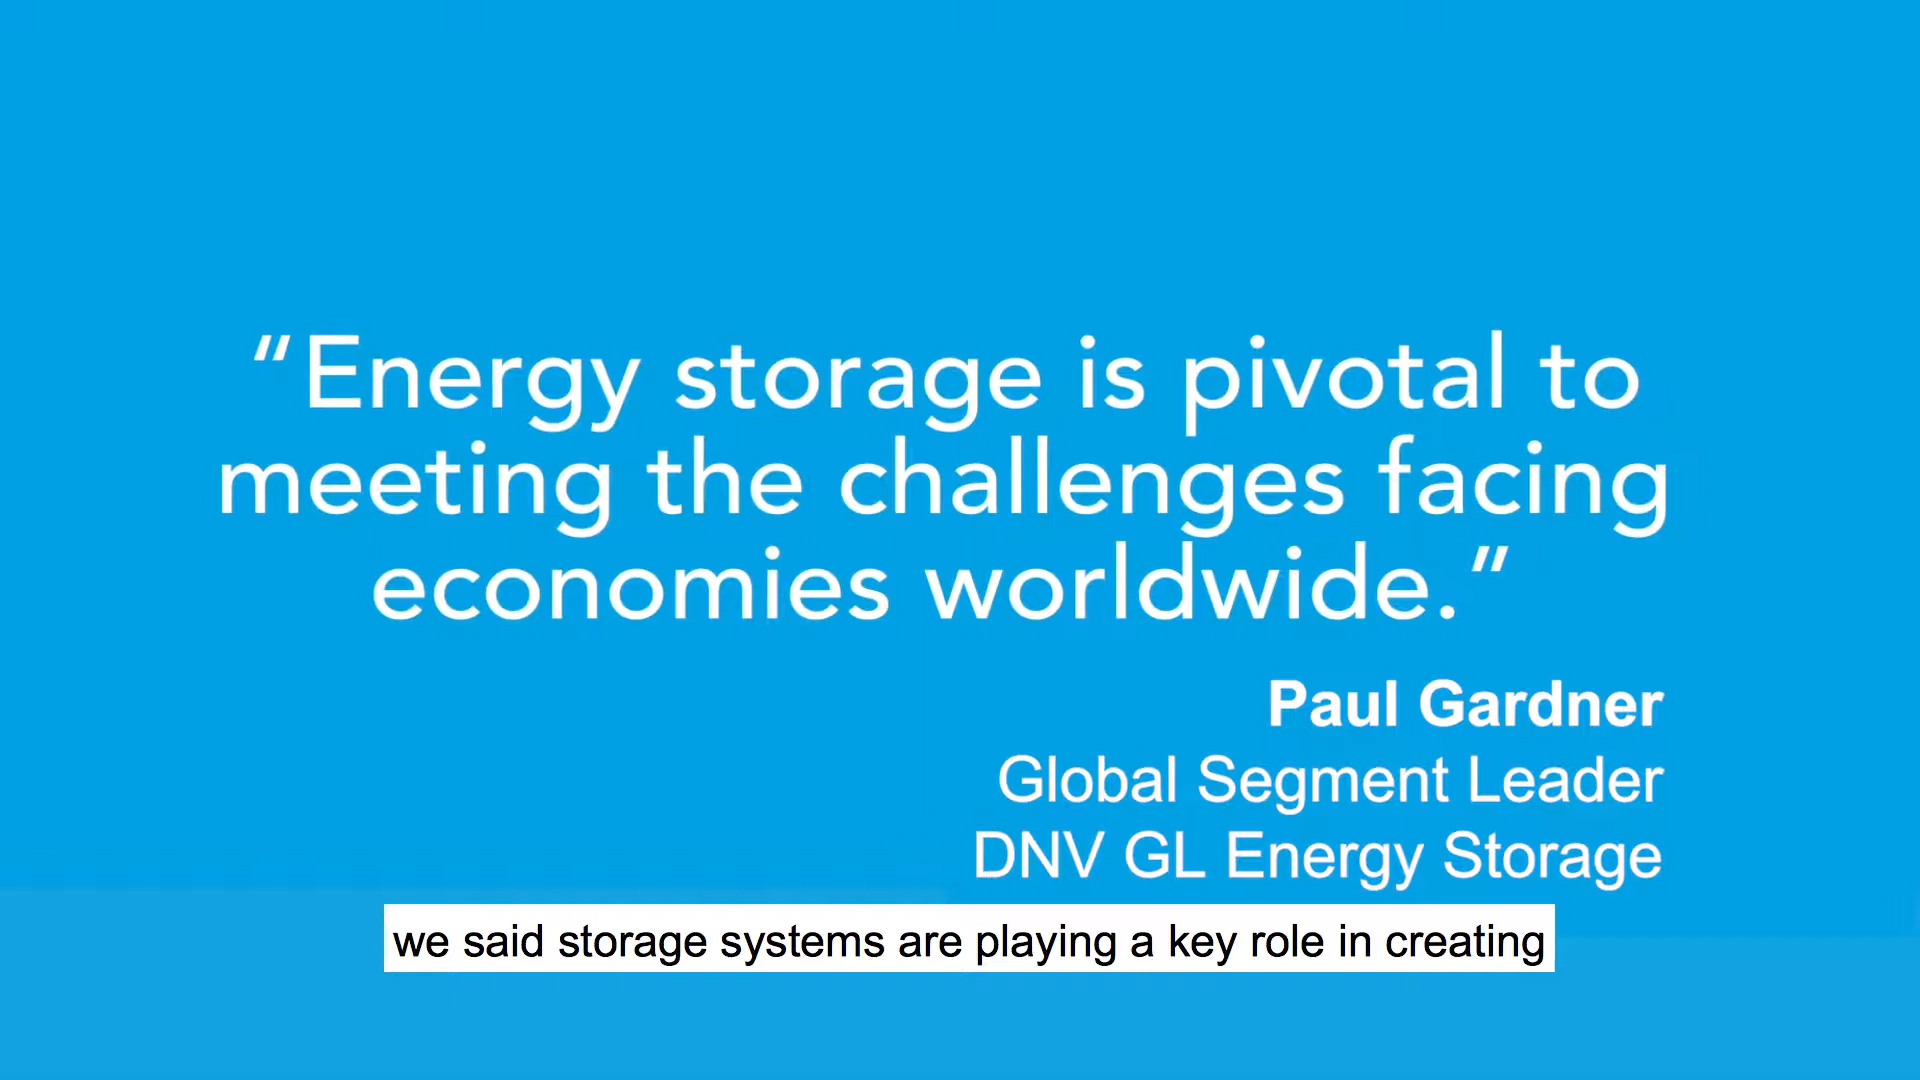 “Energy storage is pivotal to
meeting the challenges facing
economies worldwide.”
Paul Gardner
Global Segment Leader
DNV GL Energy Storage
we said storage systems are playing a key role in creating